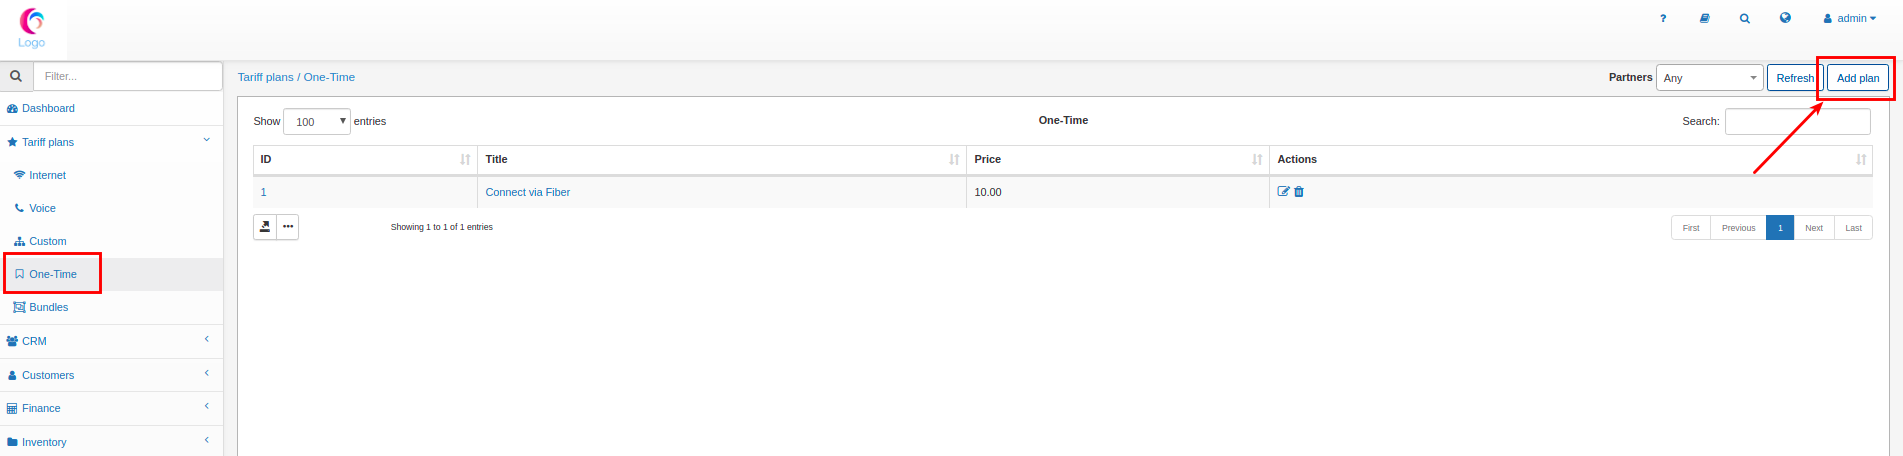 Logo
? admin
Filter...
Tariff plans / One-Time
Partners Any Refresh Add plan
Dashboard
Tariff plans
Internet
Voice
Custom
One-Time
Bundles
CRM
Customers
Finance
Inventory
Show 100 entries
One-Time
Search:
ID Title Price Actions
1 Connect via Fiber 10.00
Showing 1 to 1 of 1 entries
First Previous 1 Next Last